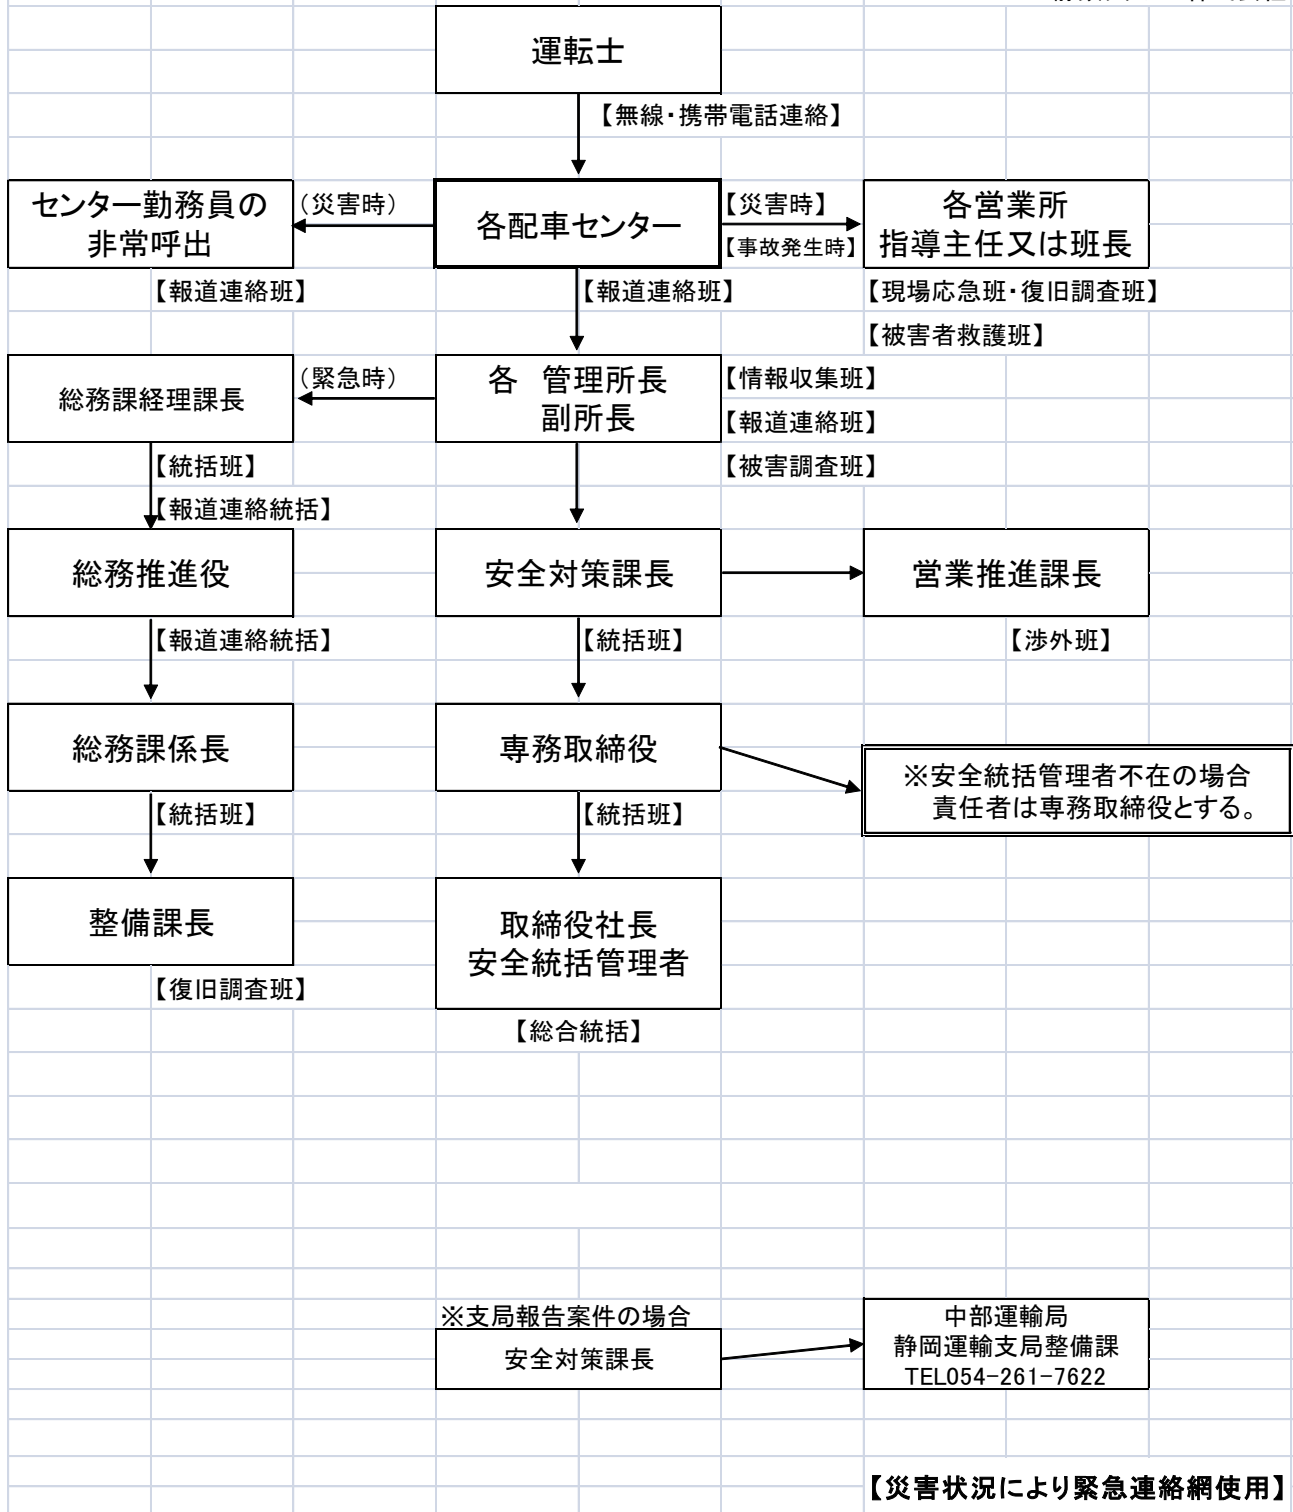 運転士
【無線・携帯電話連絡】
センター勤務員の
非常呼出
（災害時）
各配車センター
【災害時】
【事故発生時】
各営業所
指導主任又は班長
【報道連絡班】
【報道連絡班】
【現場応急班・復旧調査班】
【被害者救護班】
総務課経理課長
（緊急時）
各　管理所長
副所長
【情報収集班】
【報道連絡班】
【被害調査班】
【統括班】
【報道連絡統括】
総務推進役
安全対策課長
営業推進課長
【報道連絡統括】
【統括班】
【渉外班】
総務課係長
専務取締役
※安全統括管理者不在の場合
責任者は専務取締役とする。
【統括班】
【統括班】
整備課長
取締役社長
安全統括管理者
【復旧調査班】
【総合統括】
※支局報告案件の場合
安全対策課長
中部運輸局
静岡運輸支局整備課
TEL054-261-7622
【災害状況により緊急連絡網使用】